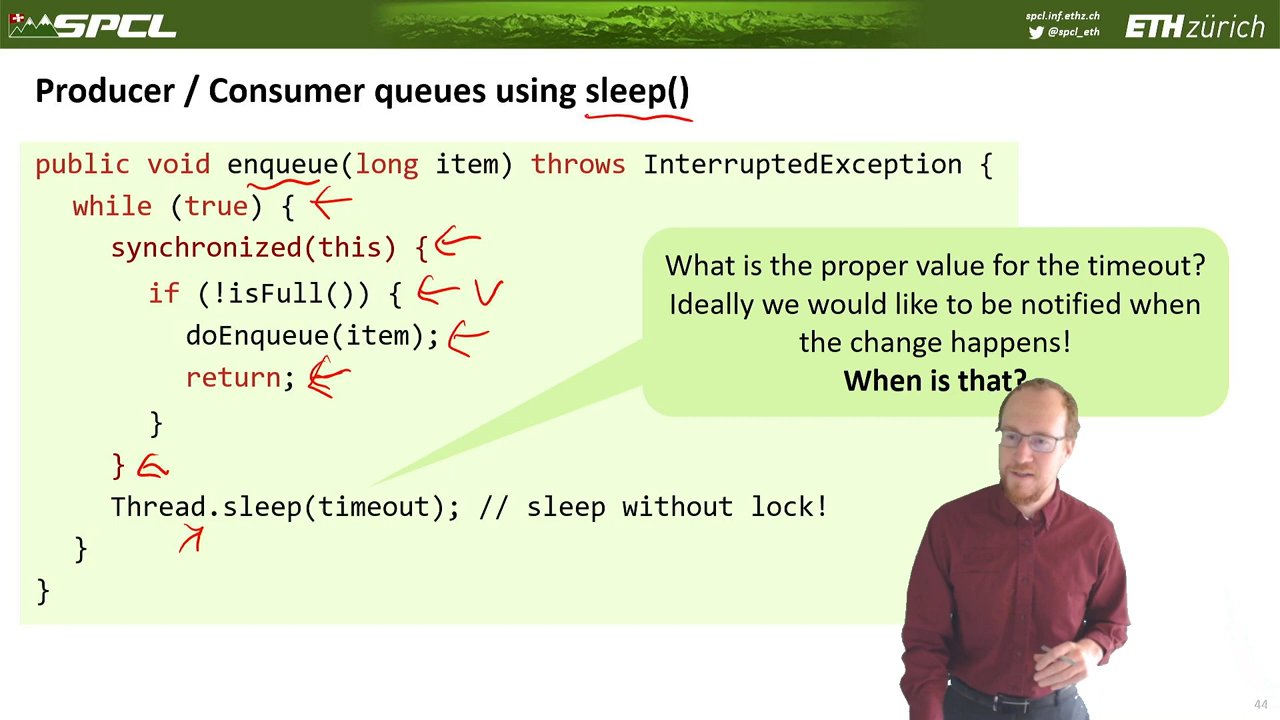 SPCL
spcl.inf.ethz.ch
@spcl_eth
ETH zürich
Producer / Consumer queues using sleep()
public void enqueue(long item) throws InterruptedException {
while (true) {
synchronized(this) {
if (!isFull()) {
doEnqueue(item);
return;
}
}
Thread.sleep(timeout); // sleep without lock!
}
}
What is the proper value for the timeout?
Ideally we would like to be notified when
the change happens!
When is that?
44